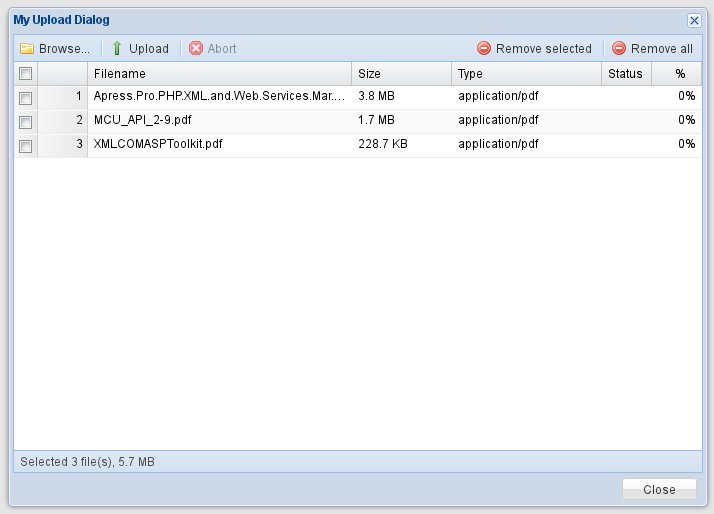 My Upload Dialog
Browse... Upload Abort Remove selected Remove all
Filename Size Type Status %
1 Apress.Pro.PHP.XML.and.Web.Services.Mar.... 3.8 MB application/pdf 0%
2 MCU_API_2-9.pdf 1.7 MB application/pdf 0%
3 XMLCOMASPToolkit.pdf 228.7 KB application/pdf 0%
Selected 3 file(s), 5.7 MB
Close